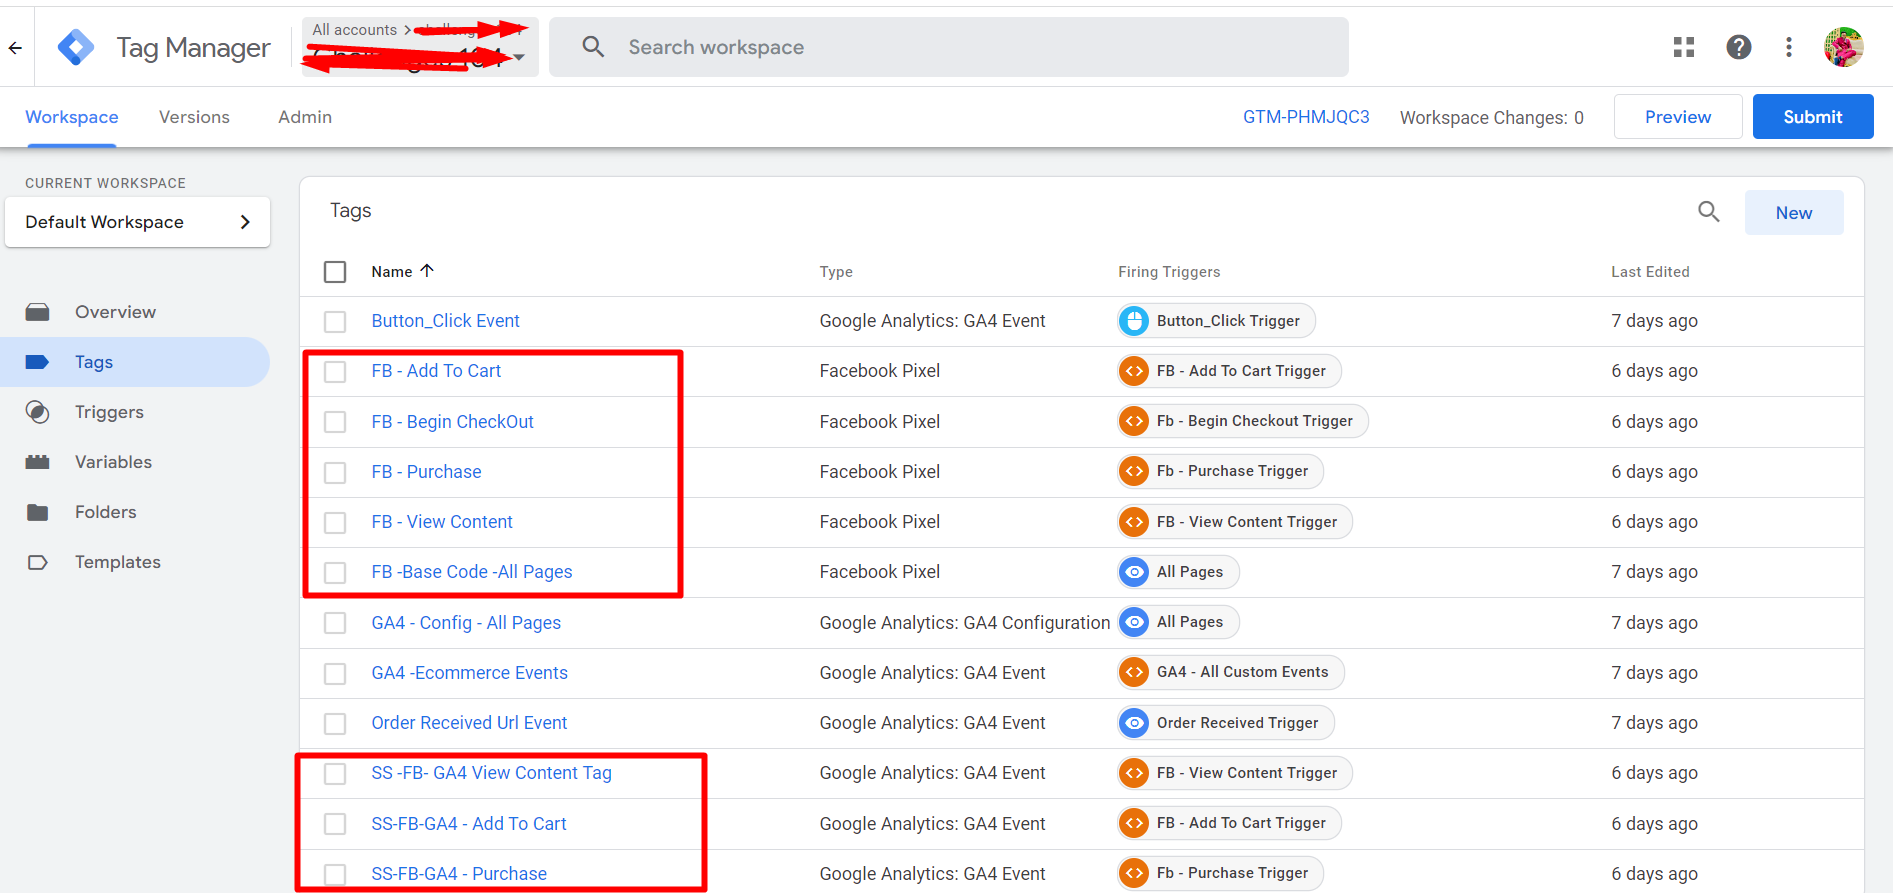 All accounts
Tag Manager
Search workspace
Workspace Versions Admin
GTM-PHMJQC3 Workspace Changes: 0 Preview Submit
CURRENT WORKSPACE
Default Workspace
Overview
Tags
Triggers
Variables
Folders
Templates
Tags New
Name Type Firing Triggers Last Edited
Button_Click Event Google Analytics: GA4 Event Button_Click Trigger 7 days ago
FB - Add To Cart Facebook Pixel FB - Add To Cart Trigger 6 days ago
FB - Begin CheckOut Facebook Pixel Fb - Begin Checkout Trigger 6 days ago
FB - Purchase Facebook Pixel Fb - Purchase Trigger 6 days ago
FB - View Content Facebook Pixel FB - View Content Trigger 6 days ago
FB -Base Code -All Pages Facebook Pixel All Pages 7 days ago
GA4 - Config - All Pages Google Analytics: GA4 Configuration All Pages 7 days ago
GA4 -Ecommerce Events Google Analytics: GA4 Event GA4 - All Custom Events 7 days ago
Order Received Url Event Google Analytics: GA4 Event Order Received Trigger 7 days ago
SS -FB- GA4 View Content Tag Google Analytics: GA4 Event FB - View Content Trigger 6 days ago
SS-FB-GA4 - Add To Cart Google Analytics: GA4 Event FB - Add To Cart Trigger 6 days ago
SS-FB-GA4 - Purchase Google Analytics: GA4 Event Fb - Purchase Trigger 6 days ago